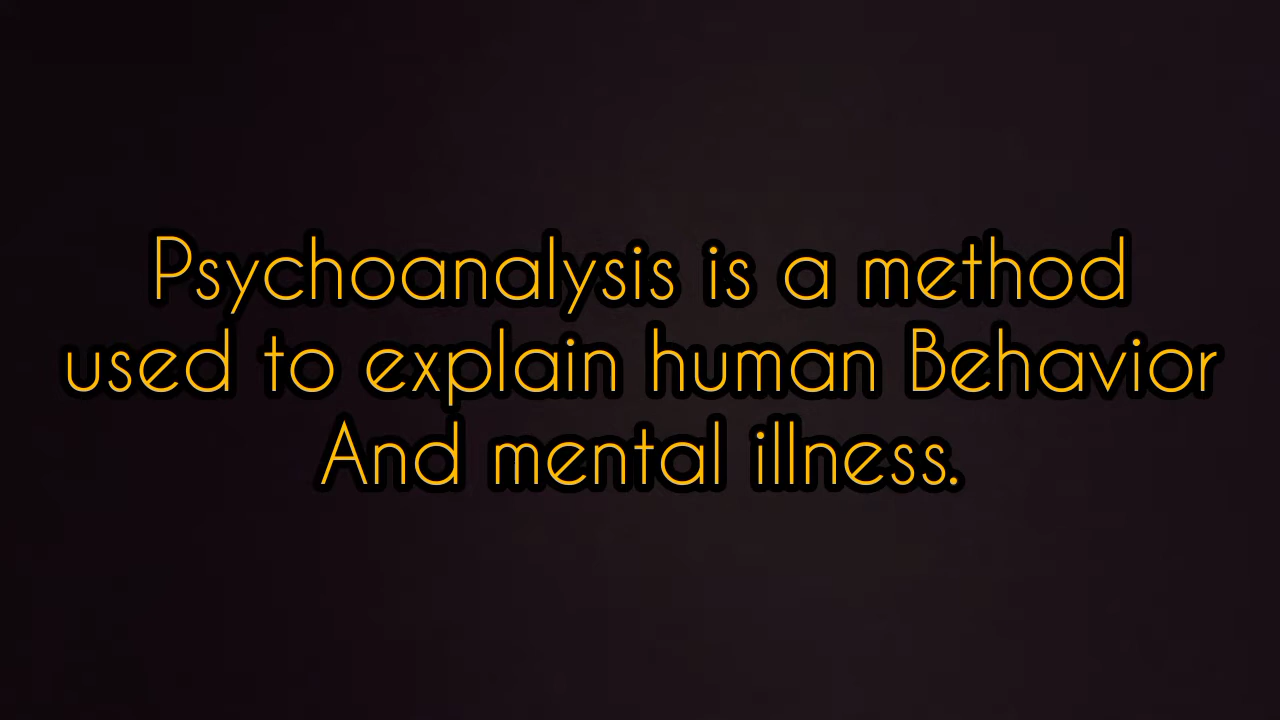 Psychoanalysis is a method
used to explain human Behavior
And mental illness.